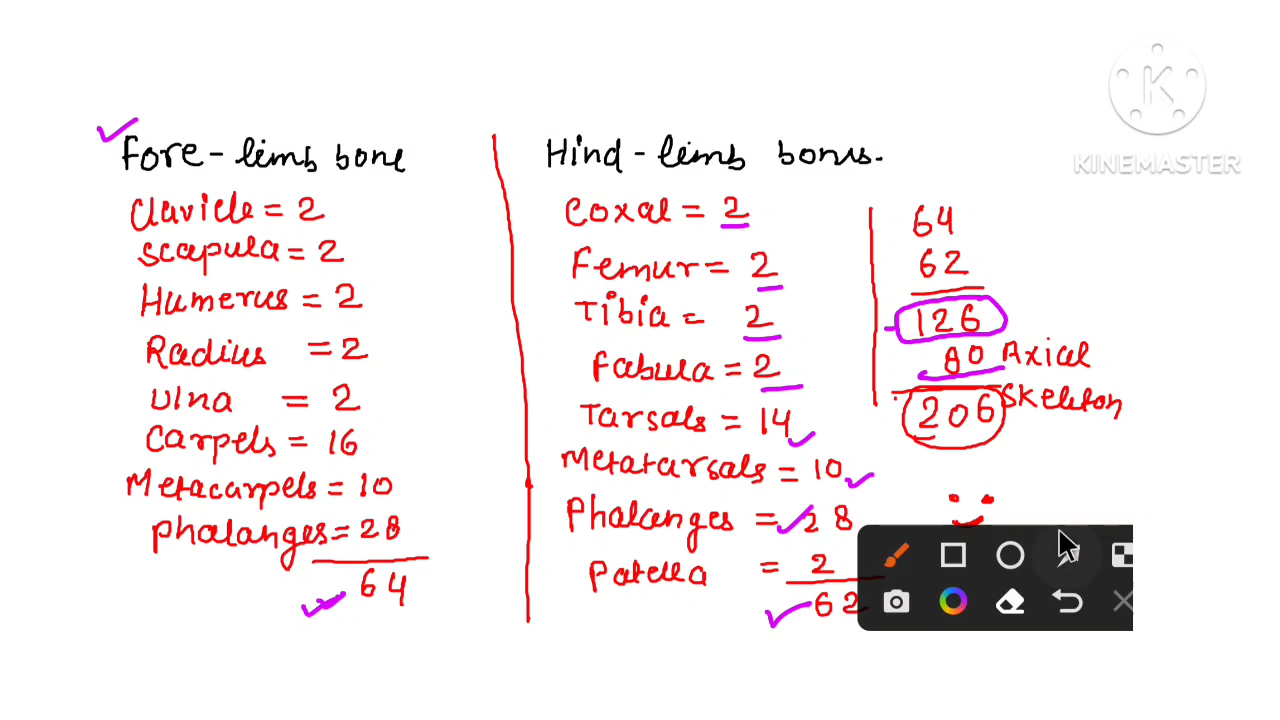 Fore-limb bone
Clavicle = 2
Scapula = 2
Humerus = 2
Radius = 2
Ulna = 2
Carpels = 16
Metacarpels = 10
Phalanges = 28
64
Hind-limb bonus.
Coxal = 2
Femur = 2
Tibia = 2
Fabula = 2
Tarsals = 14
Metatarsals = 10
Phalanges = 28
Patella = 2
62
64
62
126
80 Axial
206 Skeleton
K
KINEMASTER